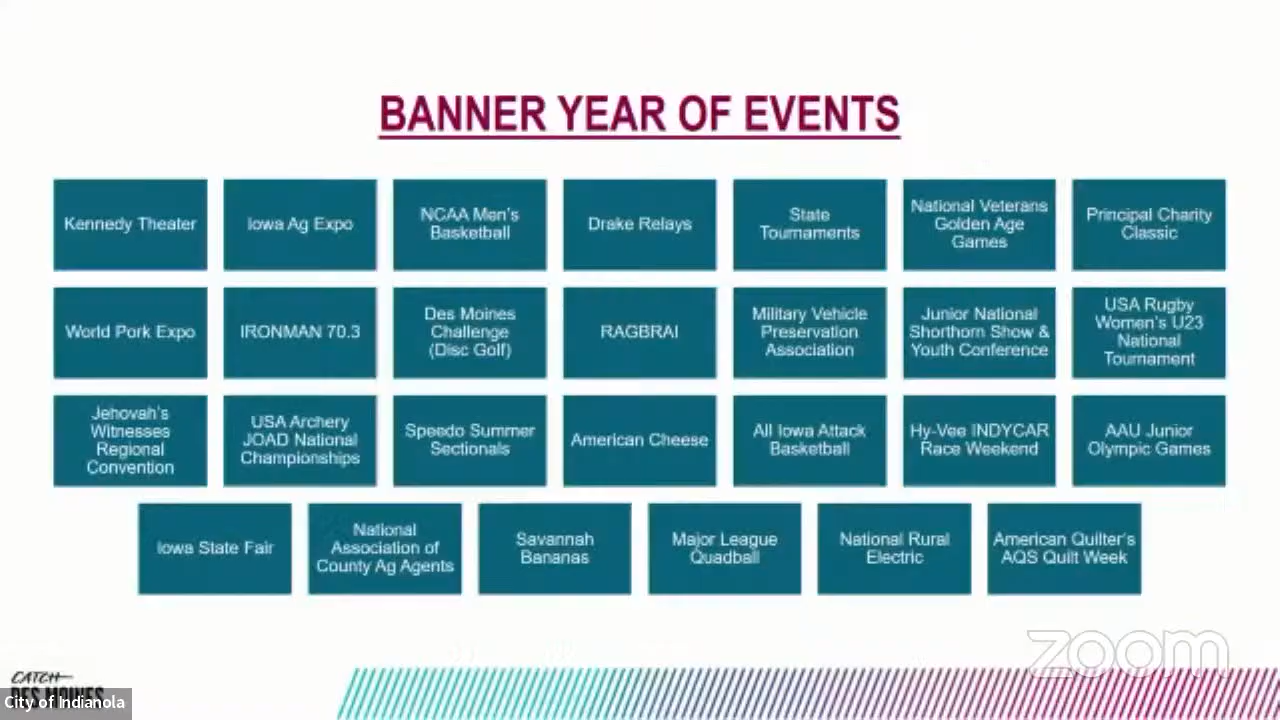 BANNER YEAR OF EVENTS
Kennedy Theater
Iowa Ag Expo
NCAA Men's
Basketball
Drake Relays
State
Tournaments
National Veterans
Golden Age
Games
Principal Charity
Classic
World Pork Expo
IRONMAN 70.3
Des Moines
Challenge
(Disc Golf)
RAGBRAI
Military Vehicle
Preservation
Association
Junior National
Shorthorn Show &
Youth Conference
USA Rugby
Women's U23
National
Tournament
Jehovah's
Witnesses
Regional
Convention
USA Archery
JOAD National
Championships
Speedo Summer
Sectionals
American Cheese
All Iowa Attack
Basketball
Hy-Vee INDYCAR
Race Weekend
AAU Junior
Olympic Games
Iowa State Fair
National
Association of
County Ag Agents
Savannah
Bananas
Major League
Quadball
National Rural
Electric
American Quilter's
AQS Quilt Week
zoom
CATCH
DES MOINES
City of Indianola